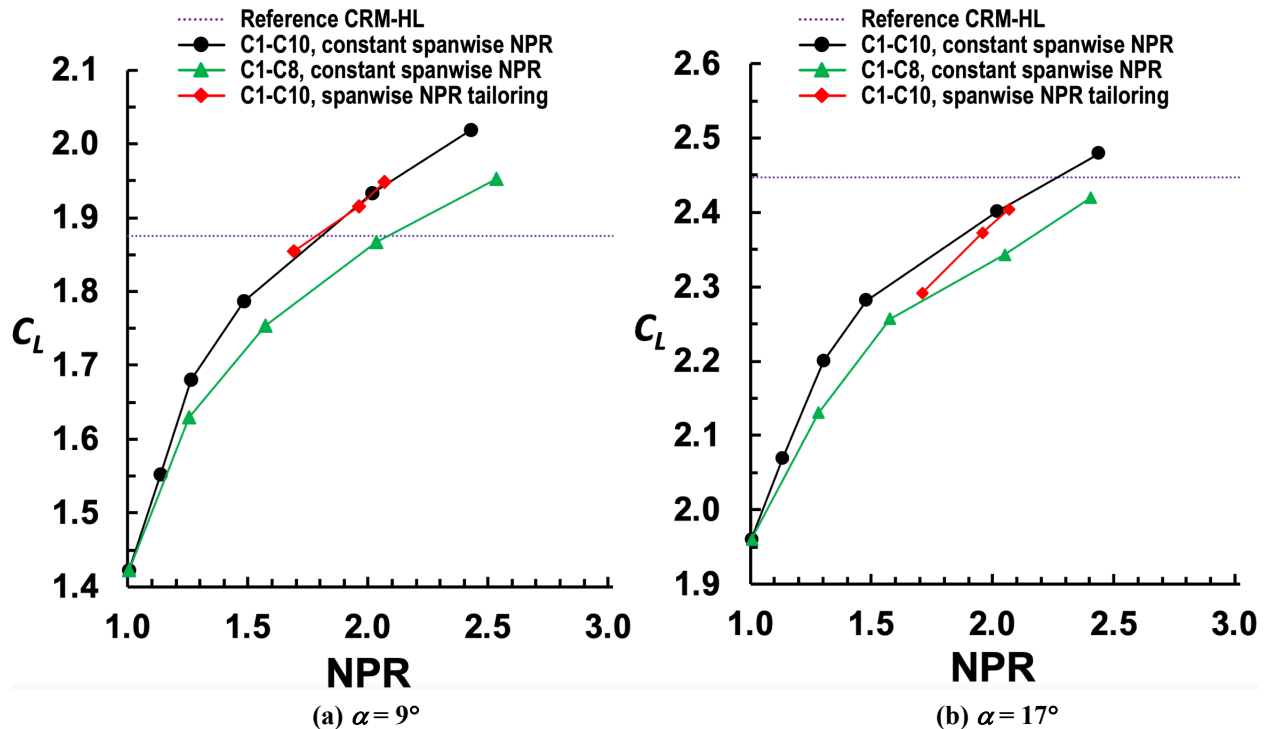 Reference CRM-HL
C1-C10, constant spanwise NPR
C1-C8, constant spanwise NPR
C1-C10, spanwise NPR tailoring
2.1
2.0
1.9
1.8
1.7
1.6
1.5
1.4
C_L
1.0 1.5 2.0 2.5 3.0
NPR
(a) α = 9°
Reference CRM-HL
C1-C10, constant spanwise NPR
C1-C8, constant spanwise NPR
C1-C10, spanwise NPR tailoring
2.6
2.5
2.4
2.3
2.2
2.1
2.0
1.9
C_L
1.0 1.5 2.0 2.5 3.0
NPR
(b) α = 17°